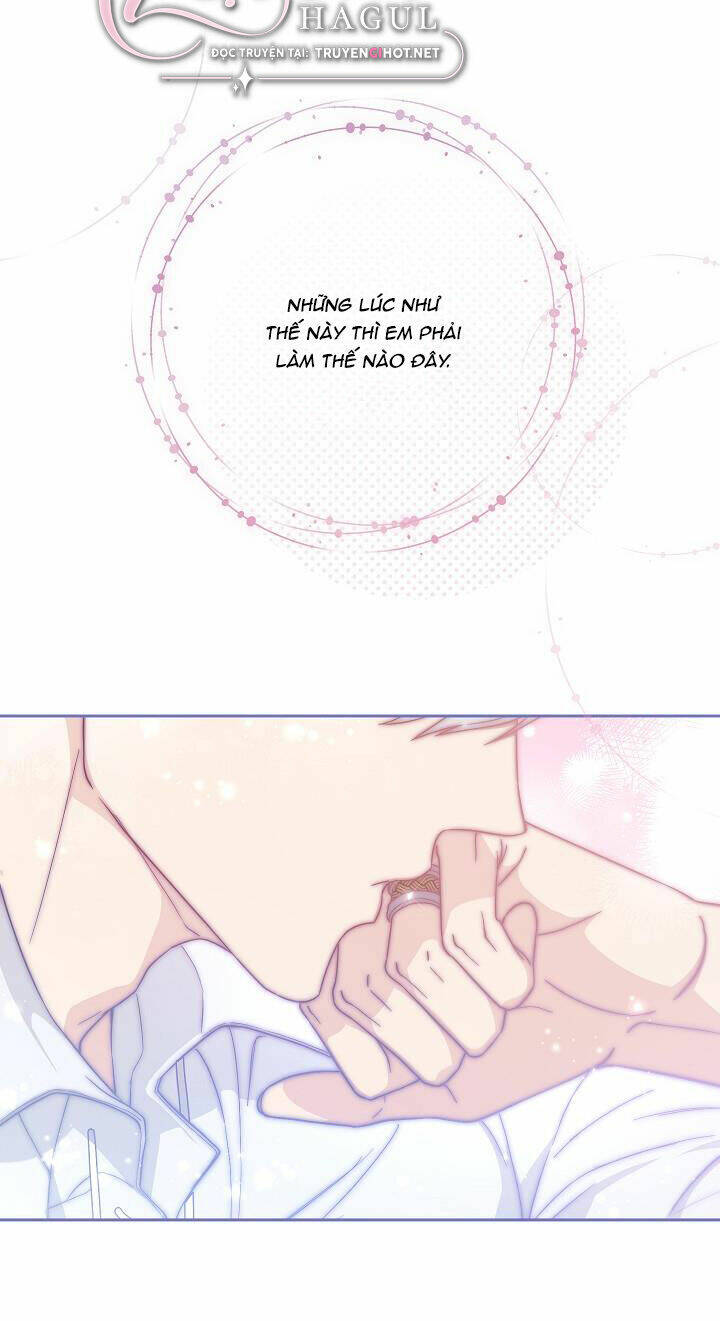 HAGUL
ĐỌC TRUYỆN TẠI: TRUYENGIHOT.NET
NHỮNG LÚC NHƯ
THẾ NÀY THÌ EM PHẢI
LÀM THẾ NÀO ĐÂY.